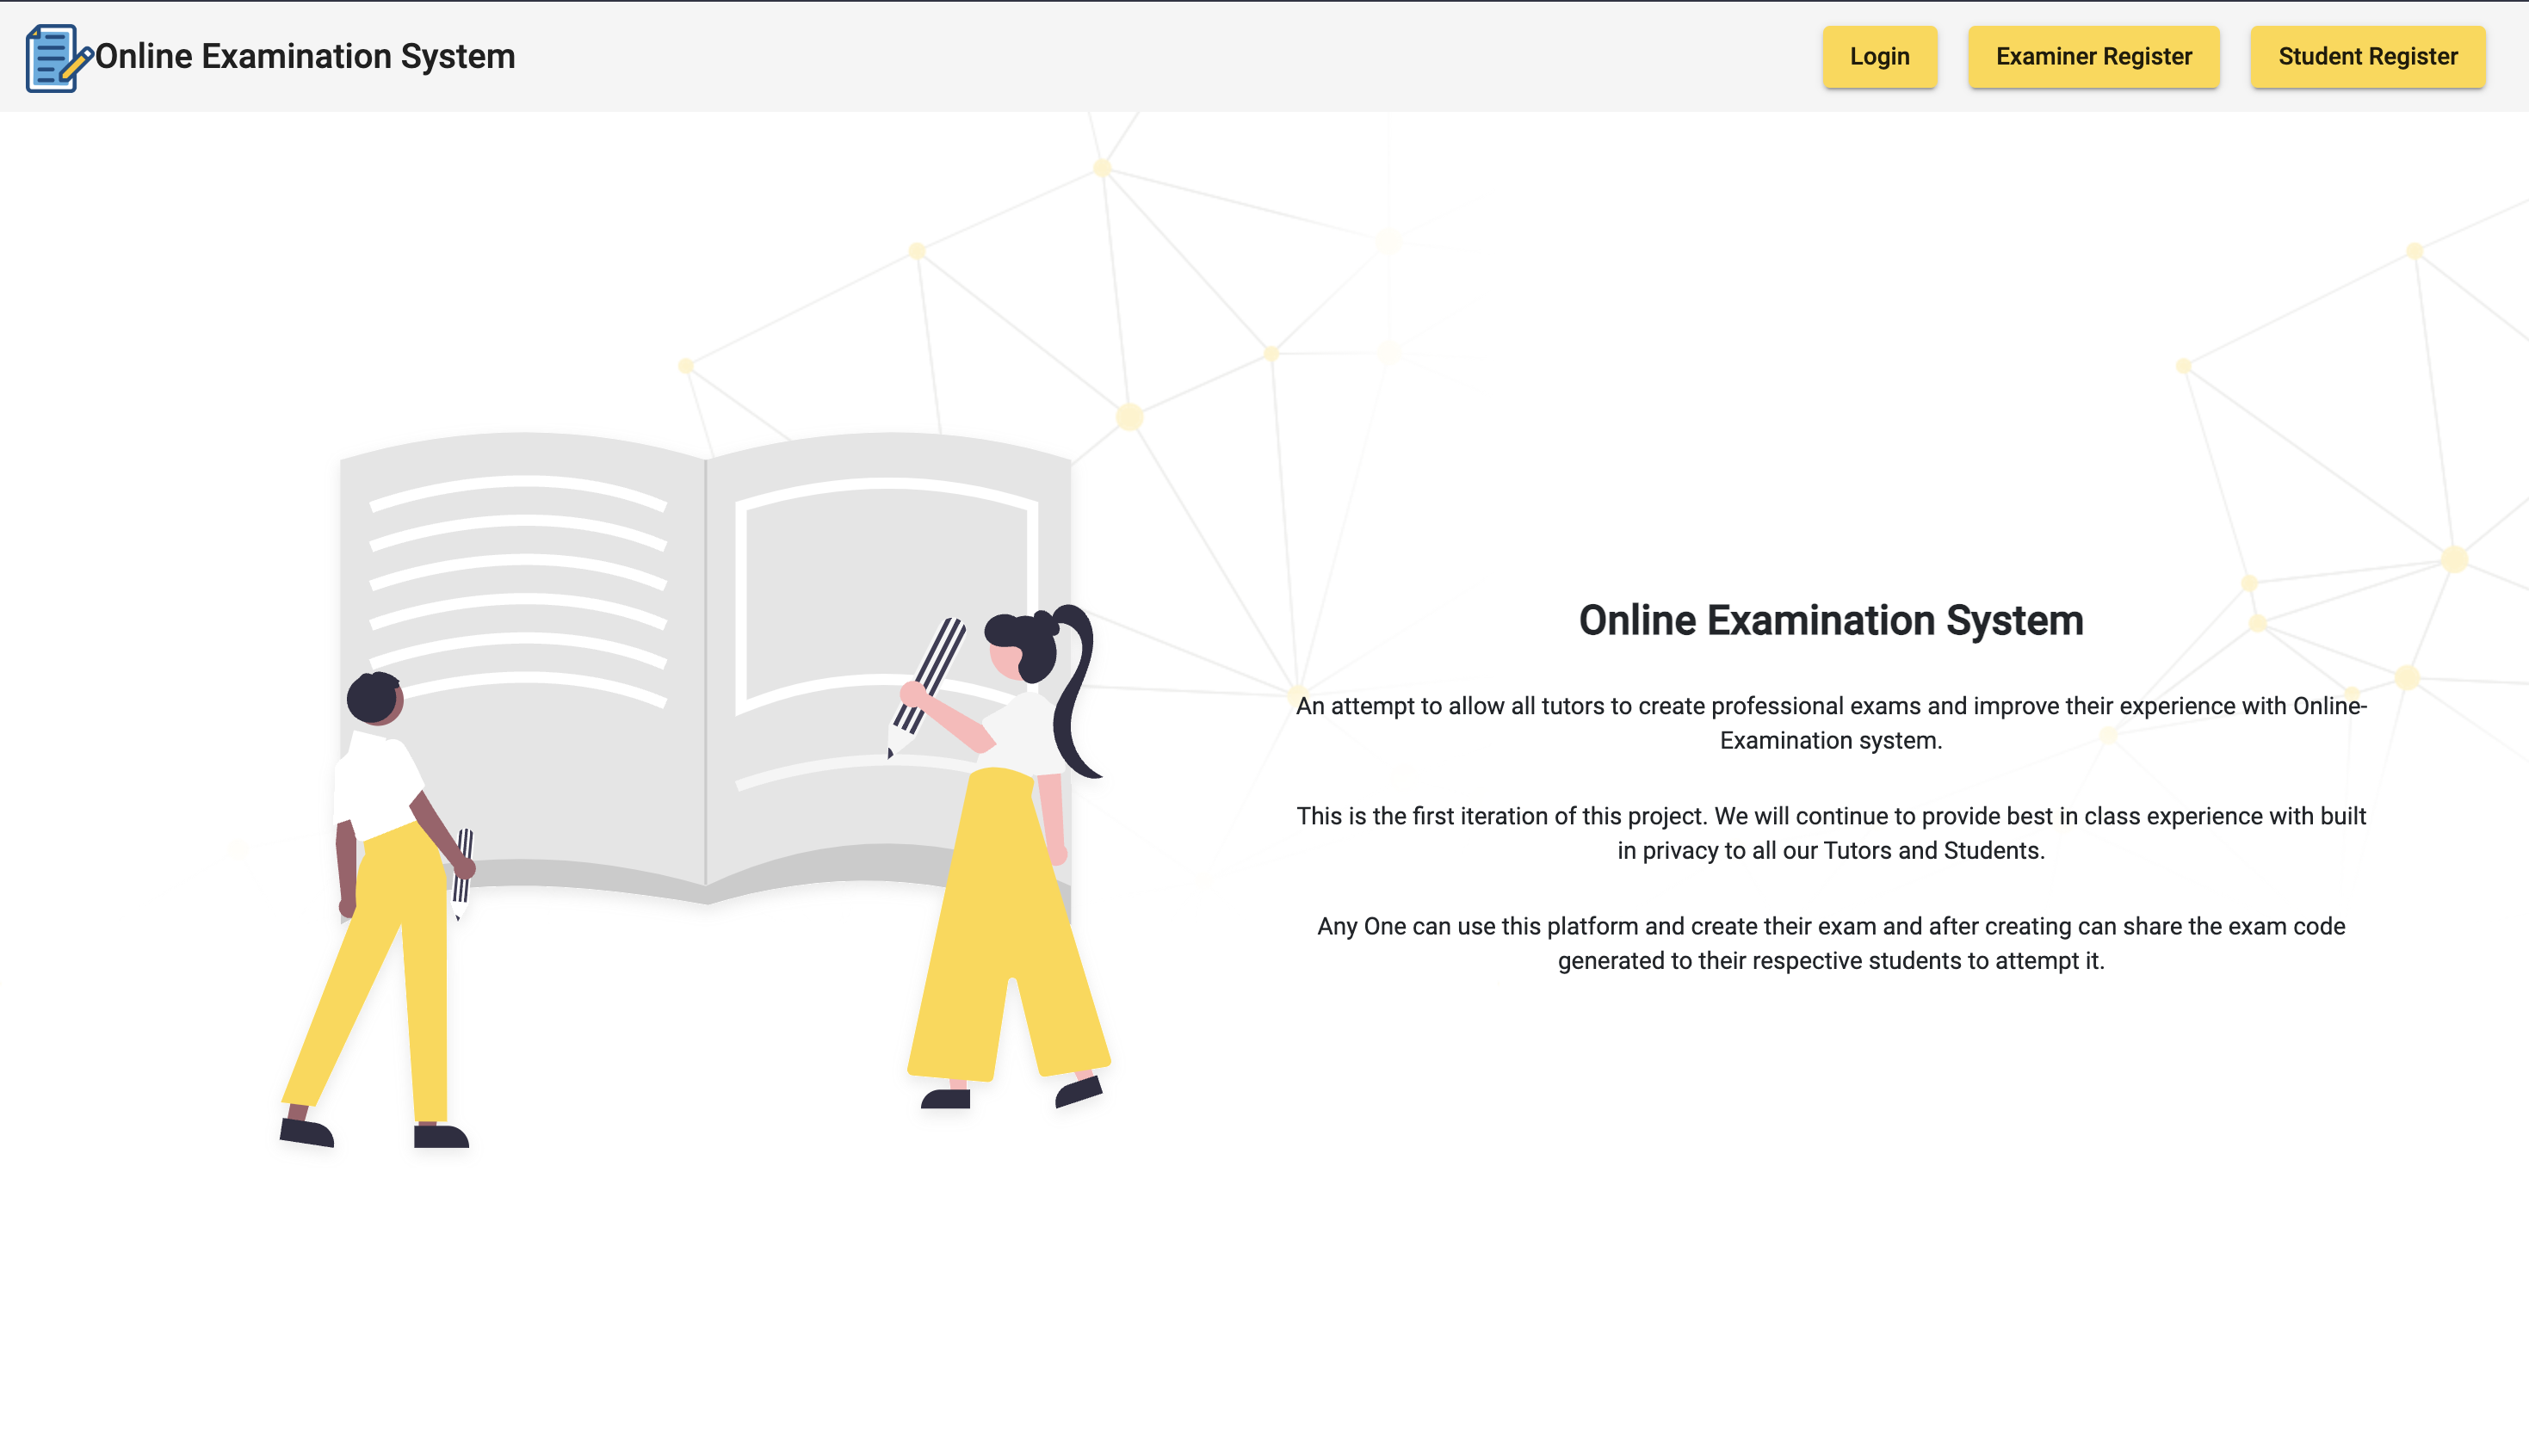 Online Examination System
Login
Examiner Register
Student Register
Online Examination System
An attempt to allow all tutors to create professional exams and improve their experience with Online-
Examination system.
This is the first iteration of this project. We will continue to provide best in class experience with built
in privacy to all our Tutors and Students.
Any One can use this platform and create their exam and after creating can share the exam code
generated to their respective students to attempt it.